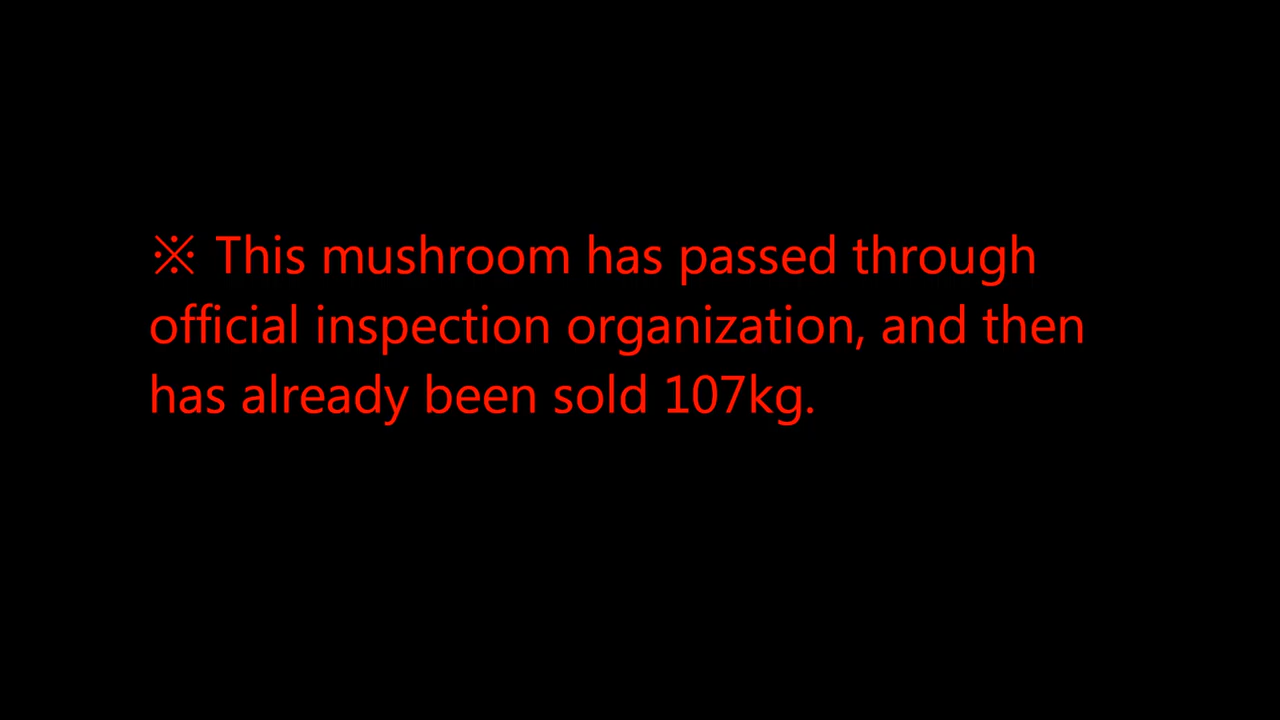 ※ This mushroom has passed through
official inspection organization, and then
has already been sold 107kg.